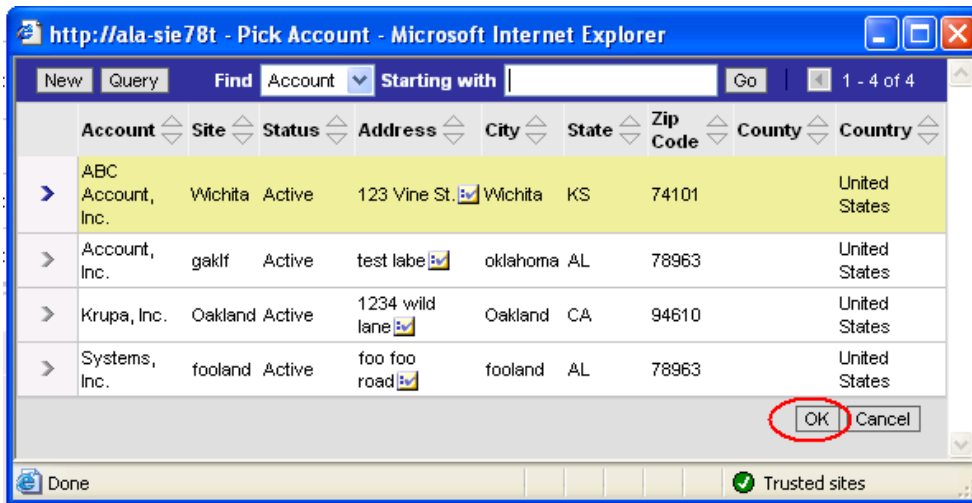 http://ala-sie78t - Pick Account - Microsoft Internet Explorer
New Query Find Account Starting with Go 1 - 4 of 4
Account Site Status Address City State Zip Code County Country
ABC Account, Inc. Wichita Active 123 Vine St. Wichita KS 74101 United States
Account, Inc. gaklf Active test labe oklahoma AL 78963 United States
Krupa, Inc. Oakland Active 1234 wild lane Oakland CA 94610 United States
Systems, Inc. fooland Active foo foo road fooland AL 78963 United States
OK Cancel
Done Trusted sites